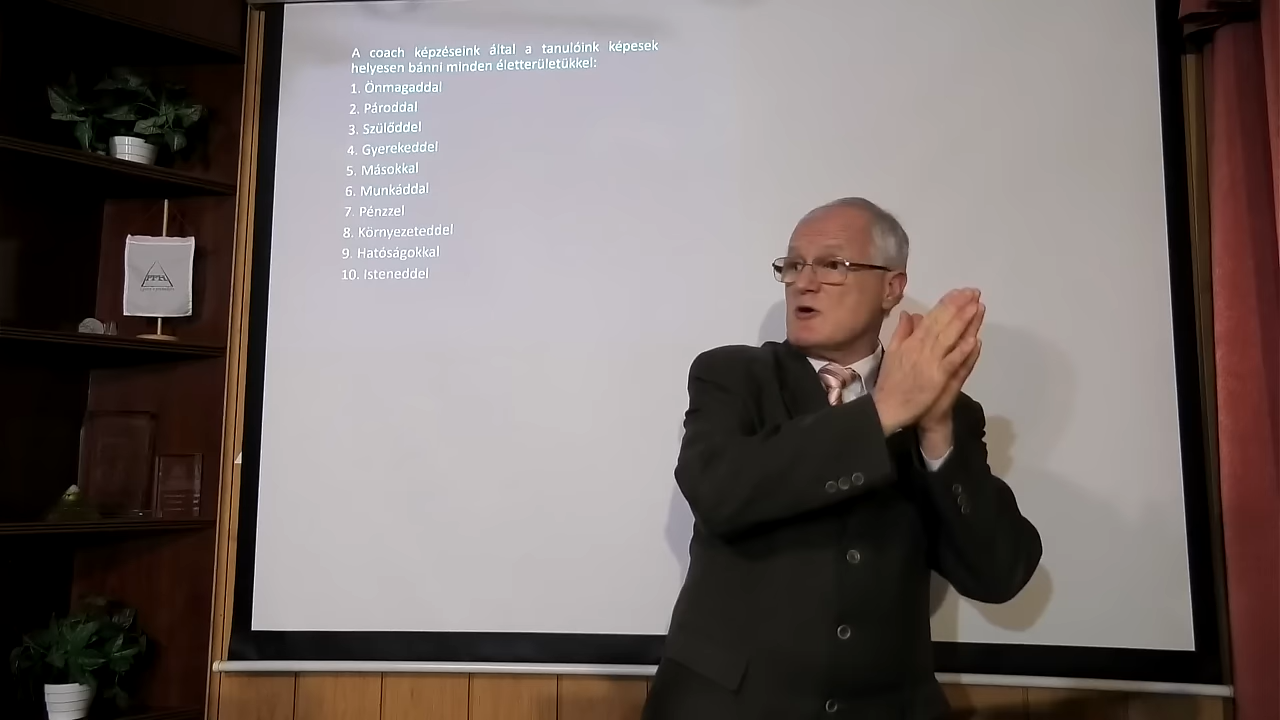 A coach képzéseink által a tanulóink képesek
helyesen bánni minden életterületükkel:
1. Önmagaddal
2. Pároddal
3. Szülőddel
4. Gyerekeddel
5. Másokkal
6. Munkáddal
7. Pénzzel
8. Környezeteddel
9. Hatóságokkal
10. Isteneddel